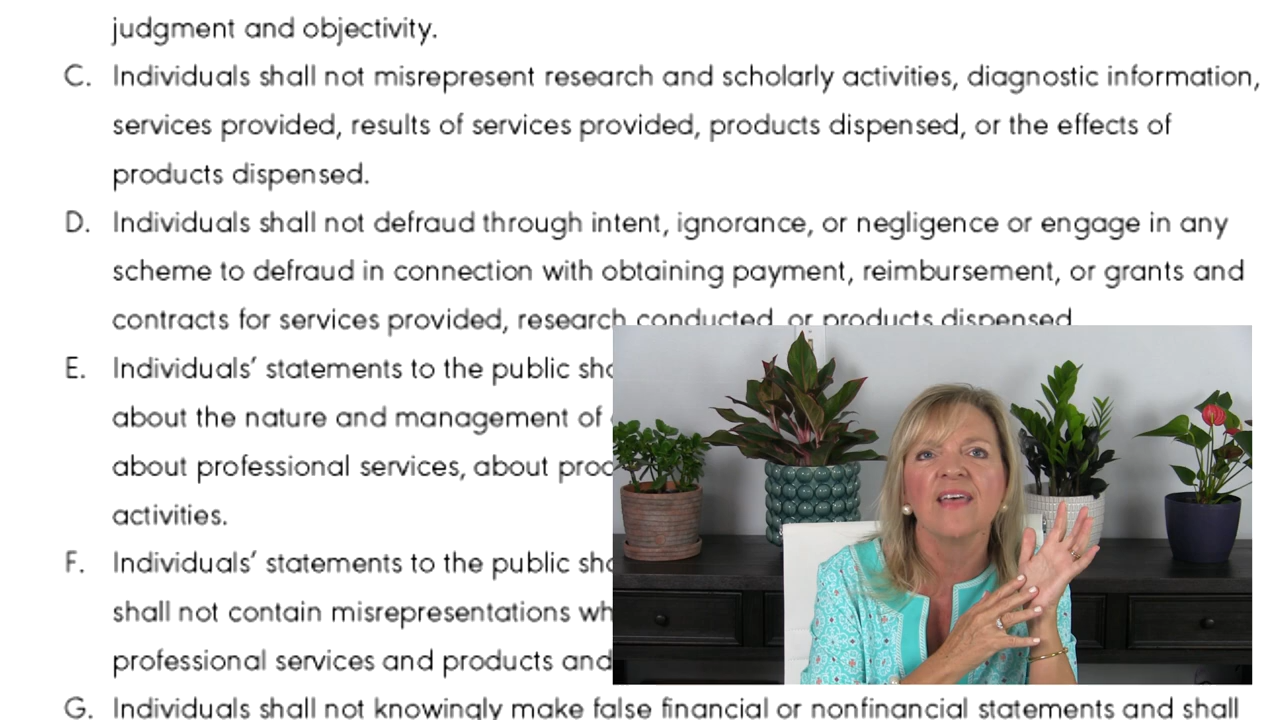 judgment and objectivity.
C. Individuals shall not misrepresent research and scholarly activities, diagnostic information,
services provided, results of services provided, products dispensed, or the effects of
products dispensed.
D. Individuals shall not defraud through intent, ignorance, or negligence or engage in any
scheme to defraud in connection with obtaining payment, reimbursement, or grants and
contracts for services provided, research conducted, or products dispensed
E. Individuals’ statements to the public
about the nature and management of
about professional services, about
activities.
F. Individuals’ statements to the public
shall not contain misrepresentations
professional services and products and
G. Individuals shall not knowingly make false financial or nonfinancial statements and shall